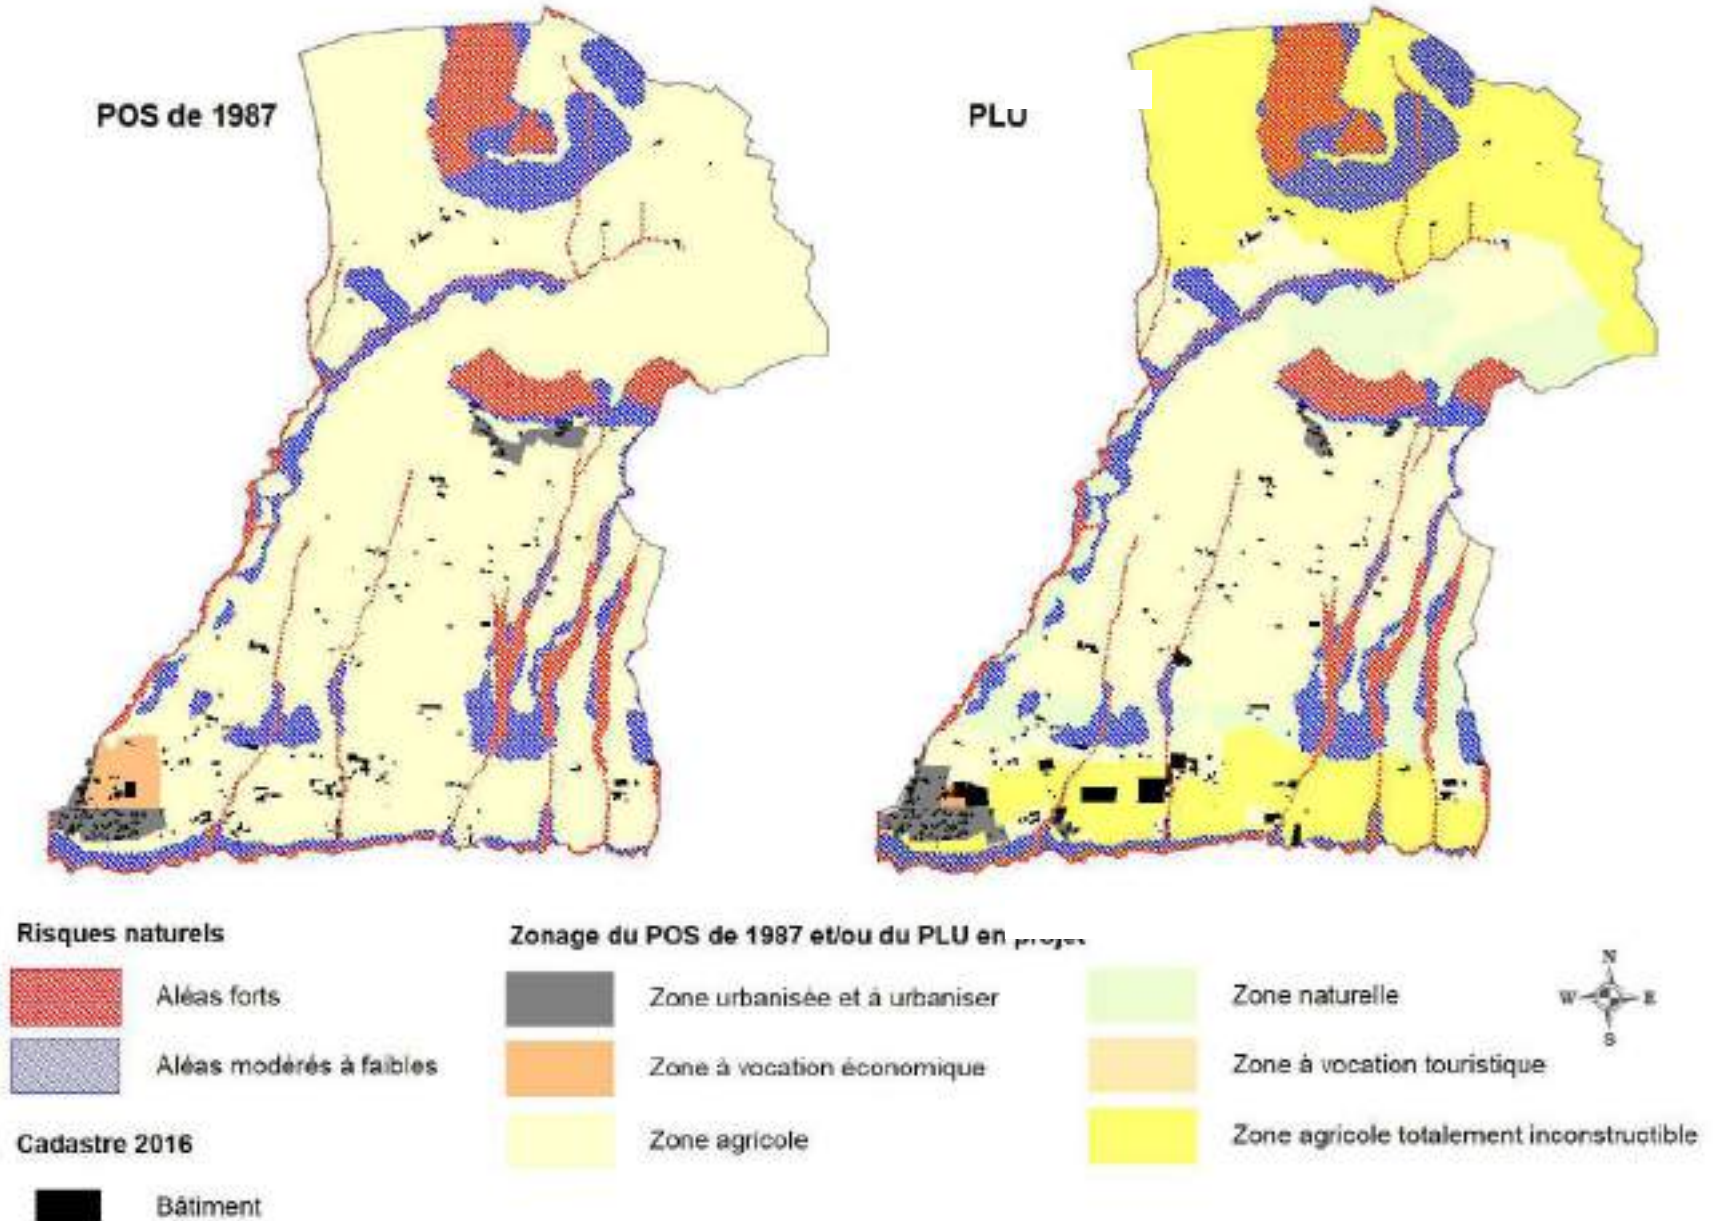 POS de 1987
PLU
Risques naturels
Aléas forts
Aléas modérés à faibles
Cadastre 2016
Bâtiment
Zonage du POS de 1987 et/ou du PLU en projet
Zone urbanisée et à urbaniser
Zone à vocation économique
Zone agricole
Zone naturelle
Zone à vocation touristique
Zone agricole totalement inconstructible
N
W E
S